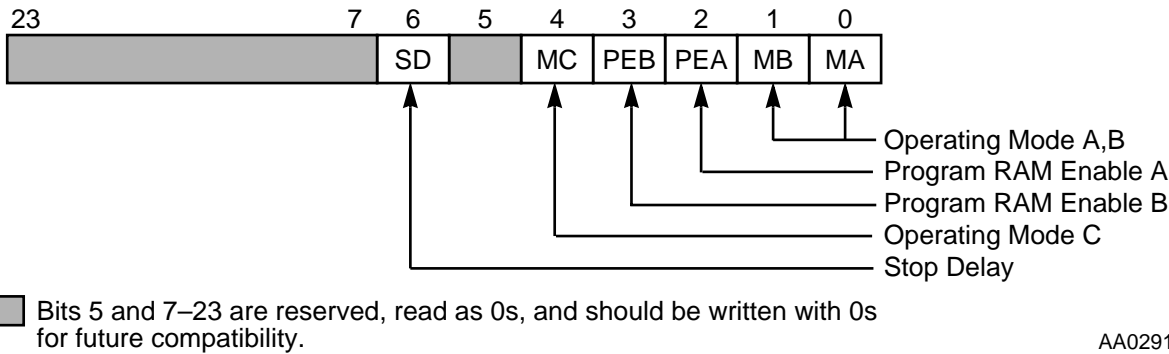 23 7 6 5 4 3 2 1 0
SD MC PEB PEA MB MA
Operating Mode A,B
Program RAM Enable A
Program RAM Enable B
Operating Mode C
Stop Delay
Bits 5 and 7–23 are reserved, read as 0s, and should be written with 0s
for future compatibility.
AA0291